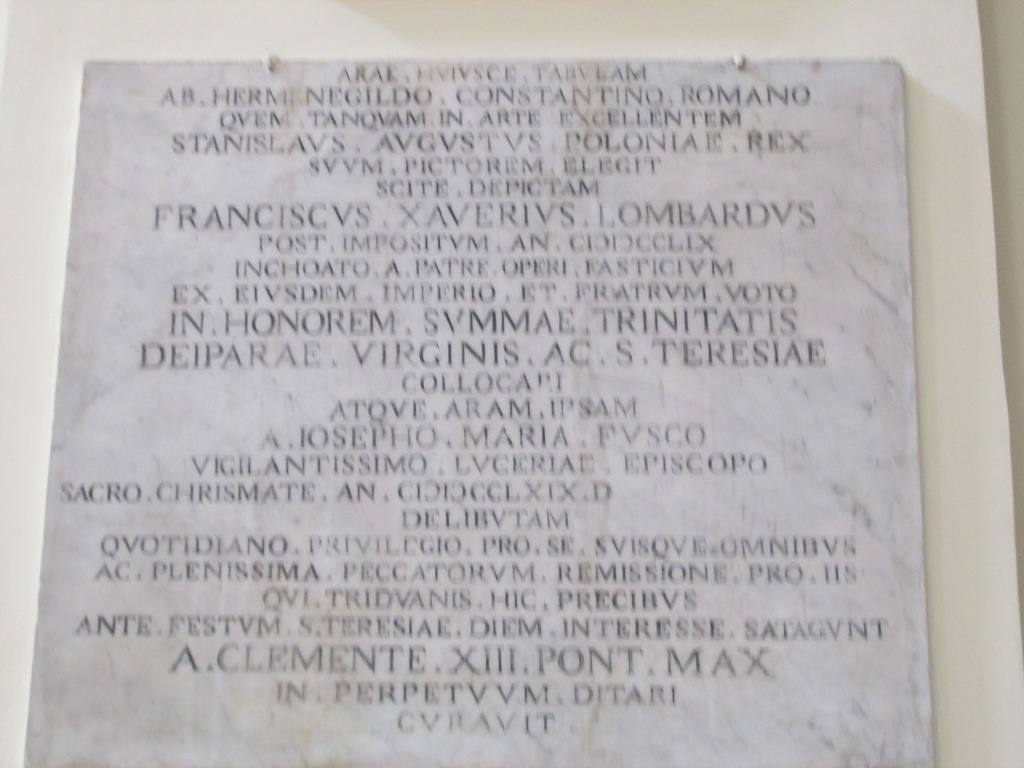 ARAE . HVIVSCE . TABVLAM
AB . HERMENEGILDO . CONSTANTINO . ROMANO
QVEM . TANQVAM . IN . ARTE EXCELLENTEM
STANISLAVS . AVGVSTVS . POLONIAE . REX
SVVM . PICTOREM . ELEGIT
SCITE . DEPICTAM
FRANCISCVS . XAVERIVS . LOMBARDVS
POST . IMPOSITVM . AN . CIƆIƆCCLIX
INCHOATO . A . PATRE . OPERI . FASTICIVM
EX . EIVSDEM . IMPERIO . ET . FRATRVM . VOTO
IN . HONOREM . SVMMAE . TRINITATIS
DEIPARAE . VIRGINIS . AC . S . TERESIAE
COLLOCARI
ATQVE . ARAM . IPSAM
A . IOSEPHO . MARIA . FVSCO
VIGILANTISSIMO . LVCERIAE . EPISCOPO
SACRO . CHRISMATE . AN . CIƆIƆCCLXIX . D
DELIBVTAM
QVOTIDIANO . PRIVILEGIO . PRO . SE . SVISQVE . OMNIBVS
AC . PLENISSIMA . PECCATORVM . REMISSIONE . PRO . IIS
QVI . TRIDVANIS . HIC . PRECIBVS
ANTE . FESTVM . S . TERESIAE . DIEM . INTERESSE . SATAGVNT
A . CLEMENTE . XIII . PONT . MAX
IN . PERPETVVM . DITARI
CVRAVIT